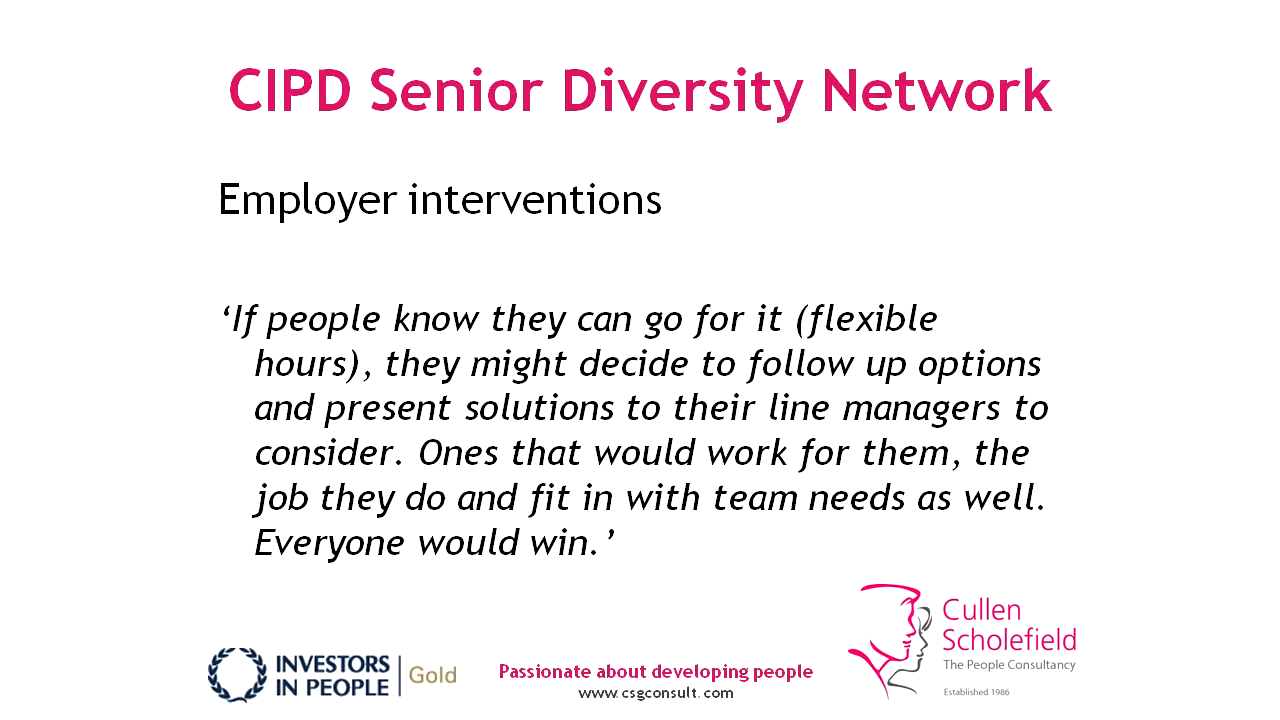 CIPD Senior Diversity Network
Employer interventions
‘If people know they can go for it (flexible
hours), they might decide to follow up options
and present solutions to their line managers to
consider. Ones that would work for them, the
job they do and fit in with team needs as well.
Everyone would win.’
INVESTORS
IN PEOPLE
Gold
Passionate about developing people
www.csgconsult.com
Cullen
Scholefield
The People Consultancy
Established 1986